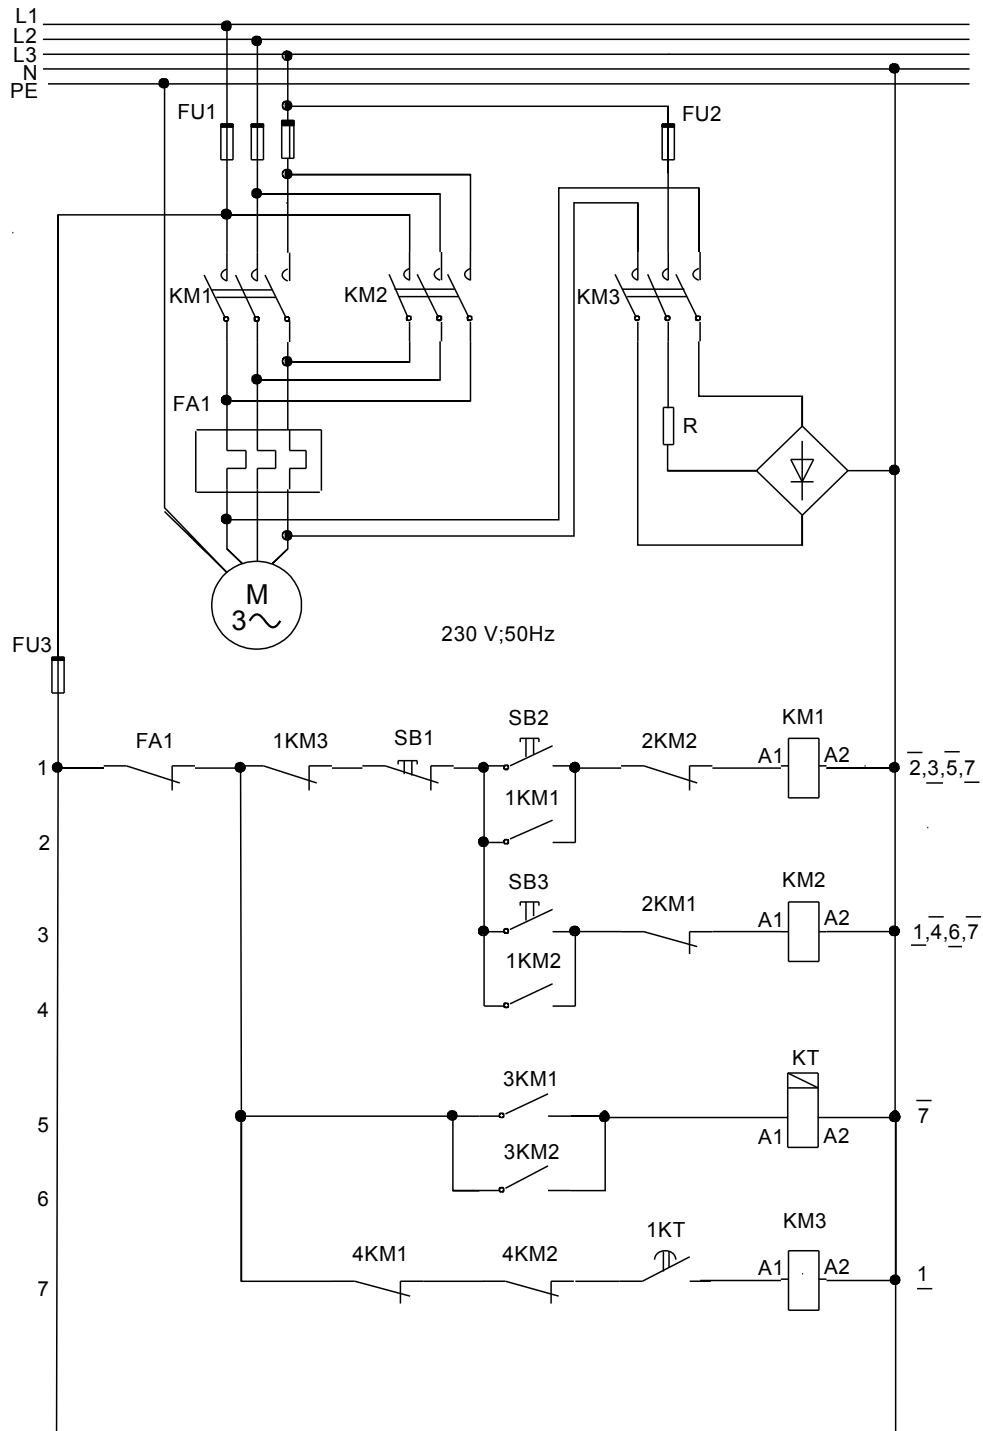 L1
L2
L3
N
PE
FU1
FU2
KM1
KM2
KM3
FA1
R
M
3~
230 V;50Hz
FU3
FA1
1KM3
SB1
SB2
2KM2
KM1
1
A1
A2
2,3,5,7
1KM1
2
SB3
2KM1
KM2
3
A1
A2
1,4,6,7
1KM2
4
KT
3KM1
5
A1
A2
7
3KM2
6
KM3
1KT
4KM1
4KM2
A1
A2
7
1